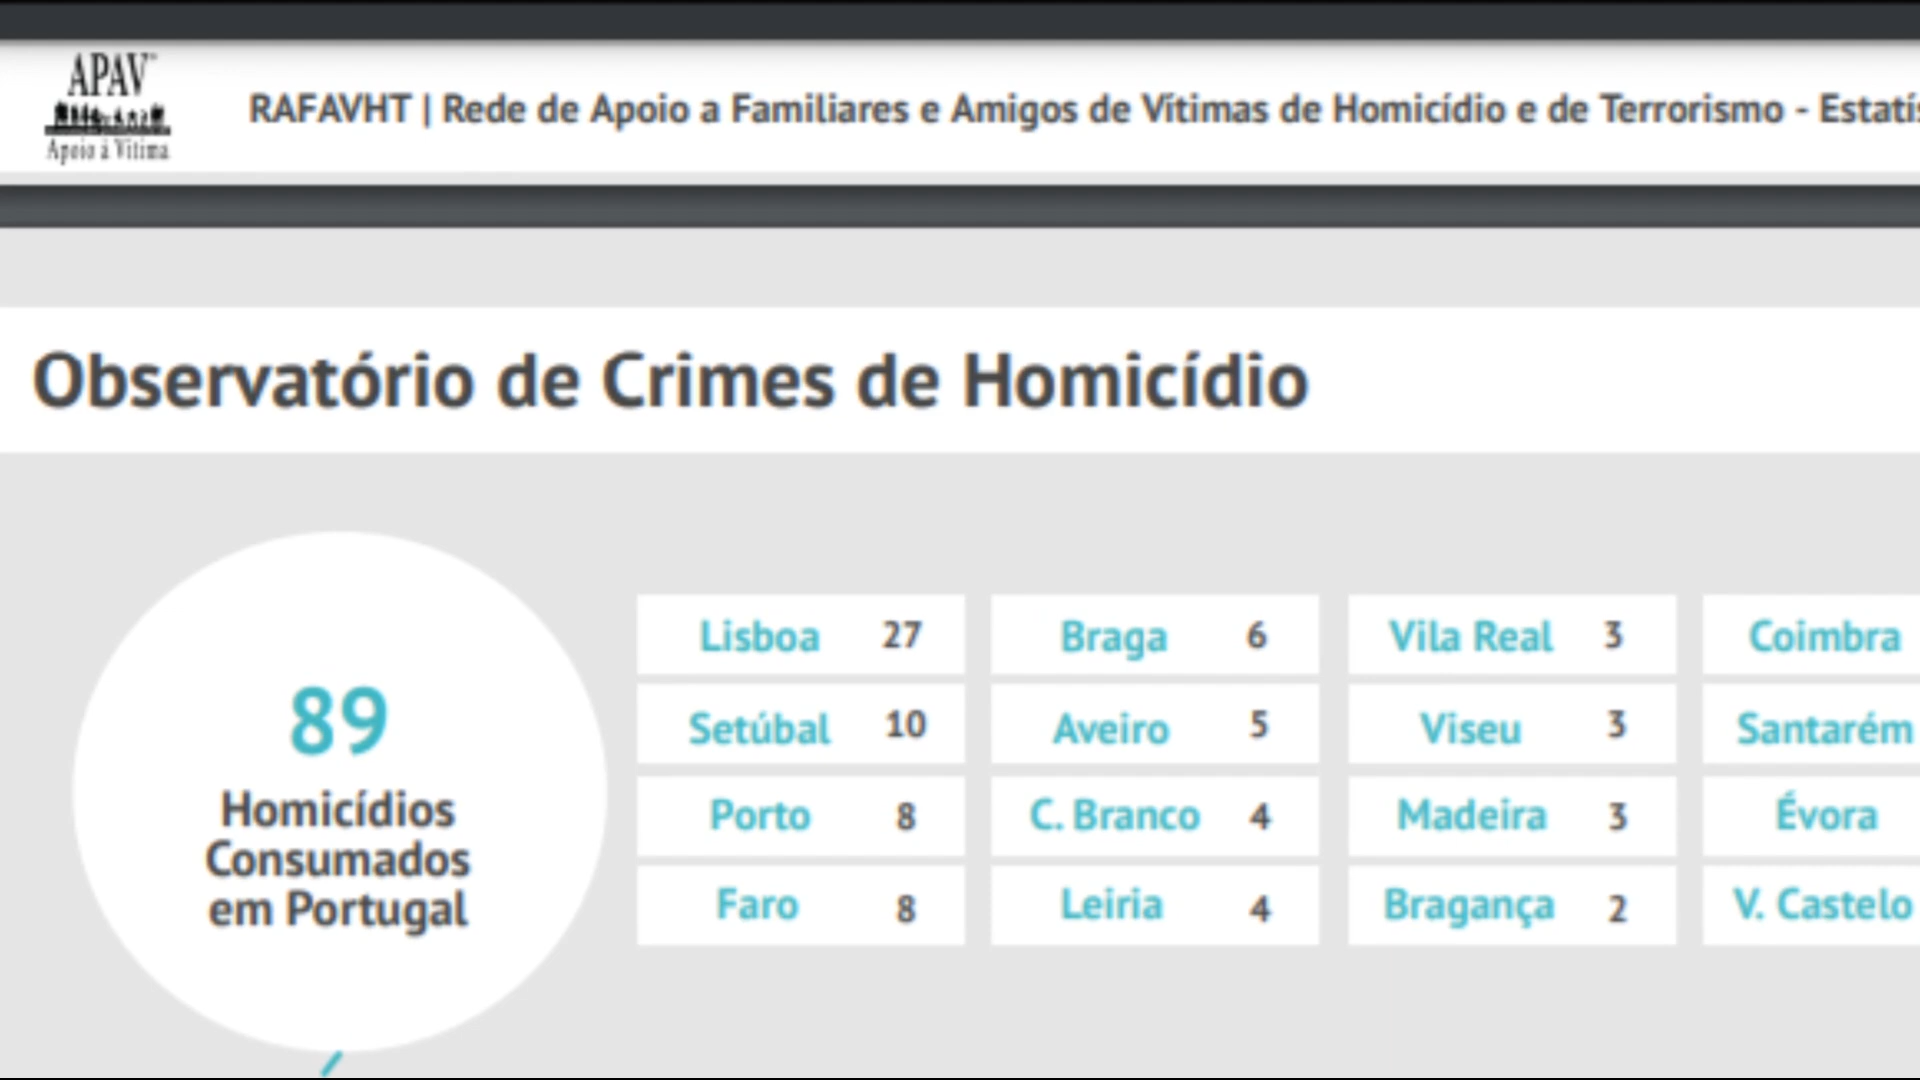 APAV
Apoio à Vítima
RAFAVHT | Rede de Apoio a Familiares e Amigos de Vítimas de Homicídio e de Terrorismo - Estatís
Observatório de Crimes de Homicídio
89
Homicídios
Consumados
em Portugal
Lisboa 27 Braga 6 Vila Real 3 Coimbra
Setúbal 10 Aveiro 5 Viseu 3 Santarém
Porto 8 C. Branco 4 Madeira 3 Évora
Faro 8 Leiria 4 Bragança 2 V. Castelo